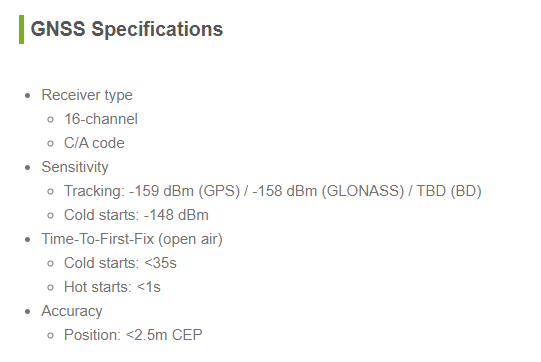 GNSS Specifications
Receiver type
16-channel
C/A code
Sensitivity
Tracking: -159 dBm (GPS) / -158 dBm (GLONASS) / TBD (BD)
Cold starts: -148 dBm
Time-To-First-Fix (open air)
Cold starts: <35s
Hot starts: <1s
Accuracy
Position: <2.5m CEP